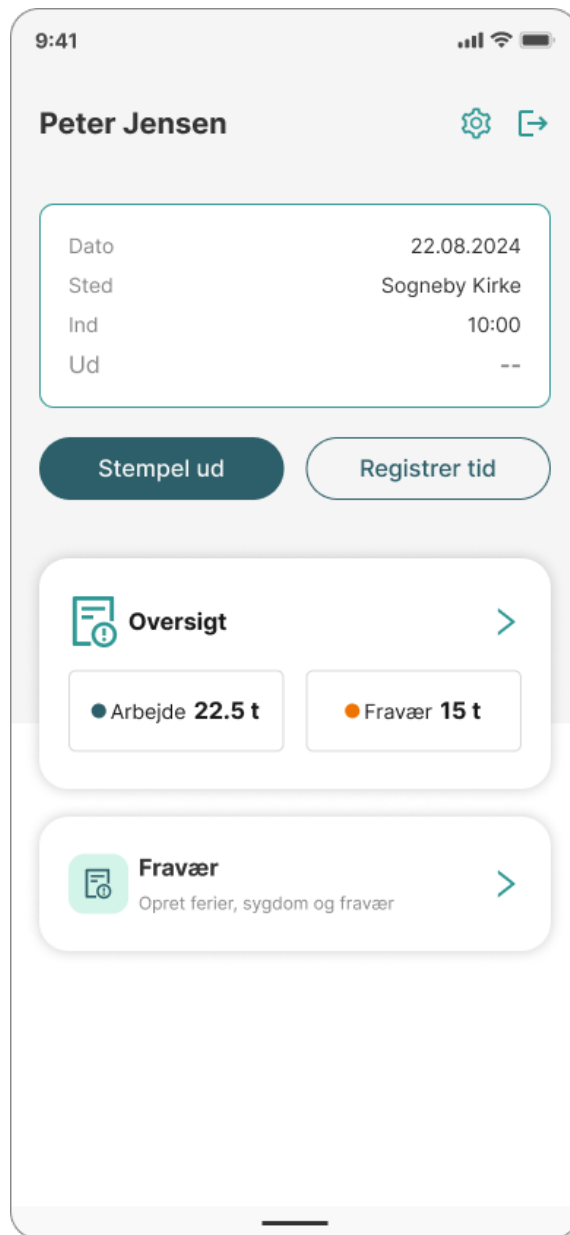 9:41
Peter Jensen
Dato 22.08.2024
Sted Sogneby Kirke
Ind 10:00
Ud --
Stempel ud Registrer tid
Oversigt
Arbejde 22.5 t Fravær 15 t
Fravær
Opret ferier, sygdom og fravær